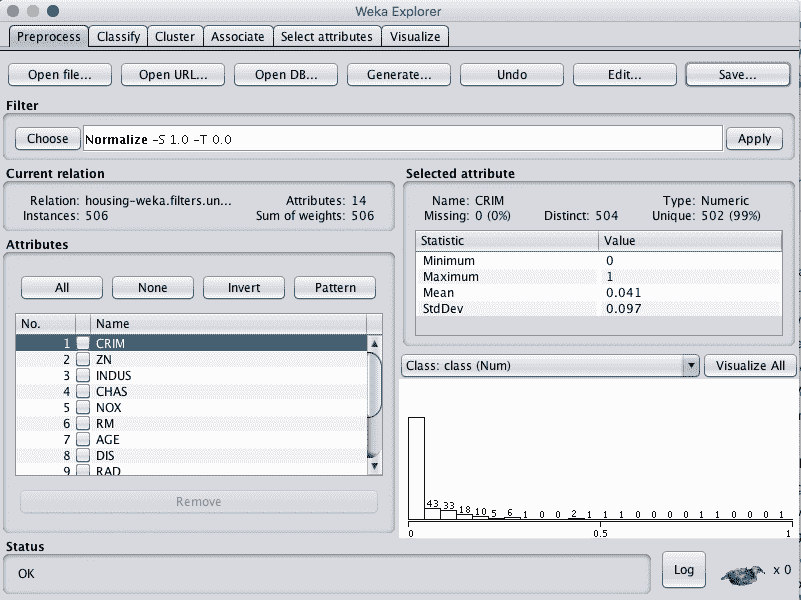 Weka Explorer
Preprocess Classify Cluster Associate Select attributes Visualize
Open file... Open URL... Open DB... Generate... Undo Edit... Save...
Filter
Choose Normalize -S 1.0 -T 0.0 Apply
Current relation
Relation: housing-weka.filters.un... Attributes: 14
Instances: 506 Sum of weights: 506
Attributes
All None Invert Pattern
No. Name
1 CRIM
2 ZN
3 INDUS
4 CHAS
5 NOX
6 RM
7 AGE
8 DIS
9 RAD
Remove
Selected attribute
Name: CRIM Type: Numeric
Missing: 0 (0%) Distinct: 504 Unique: 502 (99%)
Statistic Value
Minimum 0
Maximum 1
Mean 0.041
StdDev 0.097
Class: class (Num) Visualize All
43 33 18 10 5 6 1 0 0 2 1 1 1 0 0 0 0 1 1 0 0 0 1
0 0.5 1
Status
OK
Log x 0